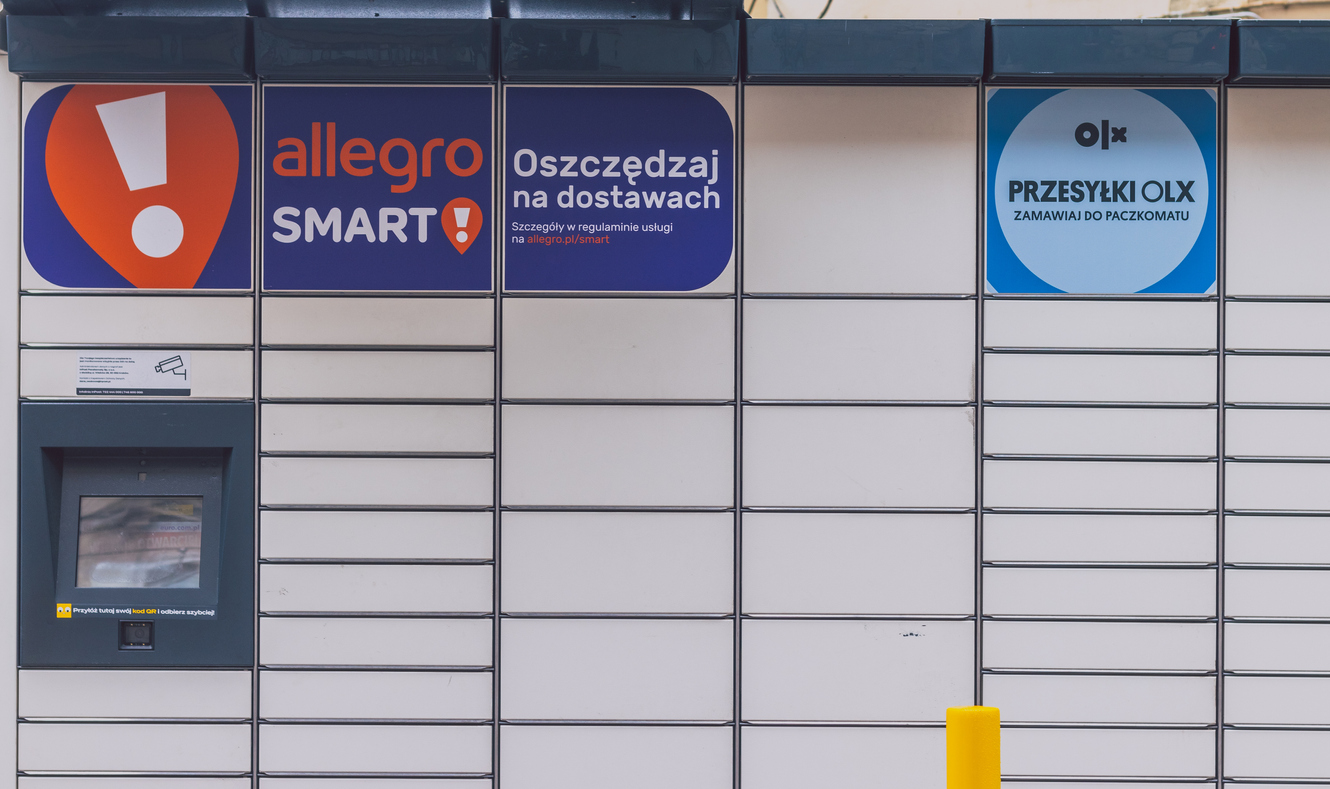 allegro
SMART!
Oszczędzaj
na dostawach
Szczegóły w regulaminie usługi
na allegro.pl/smart
olx
PRZESYŁKI OLX
ZAMAWIAJ DO PACZKOMATU
Przyłóż tutaj swój kod QR i odbierz szybciej!